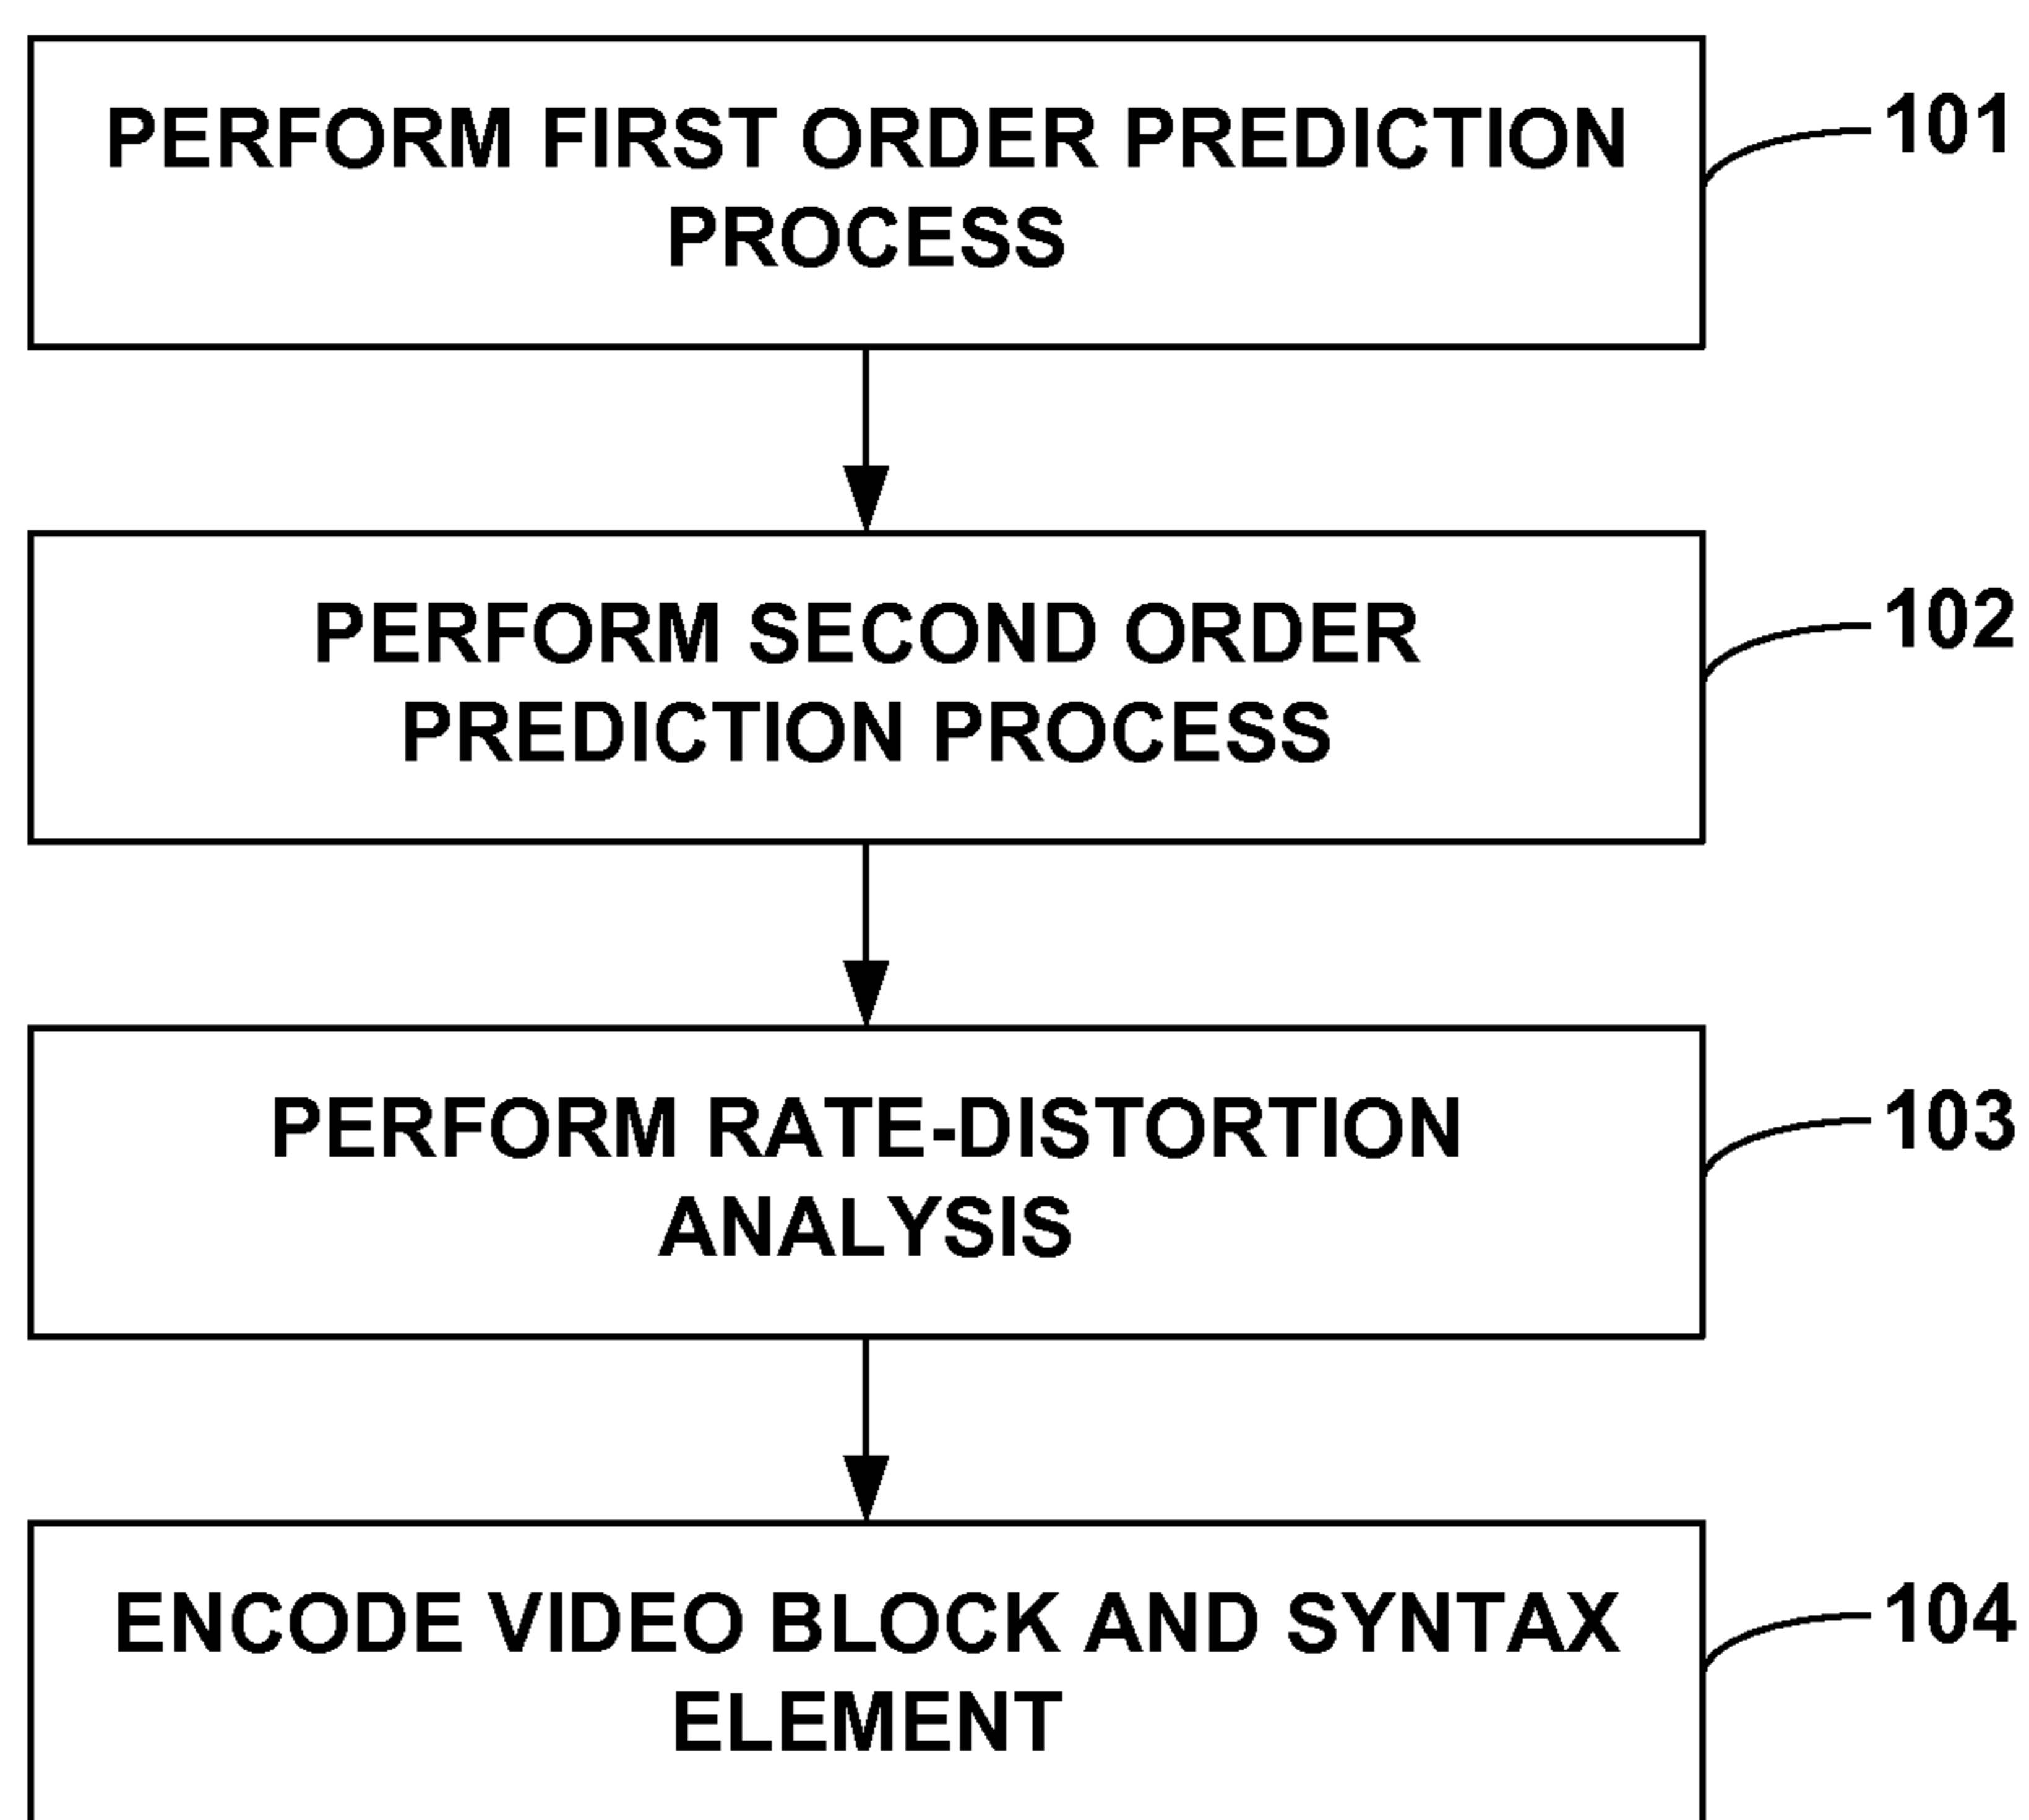 PERFORM FIRST ORDER PREDICTION
PROCESS
101
PERFORM SECOND ORDER
PREDICTION PROCESS
102
PERFORM RATE-DISTORTION
ANALYSIS
103
ENCODE VIDEO BLOCK AND SYNTAX
ELEMENT
104